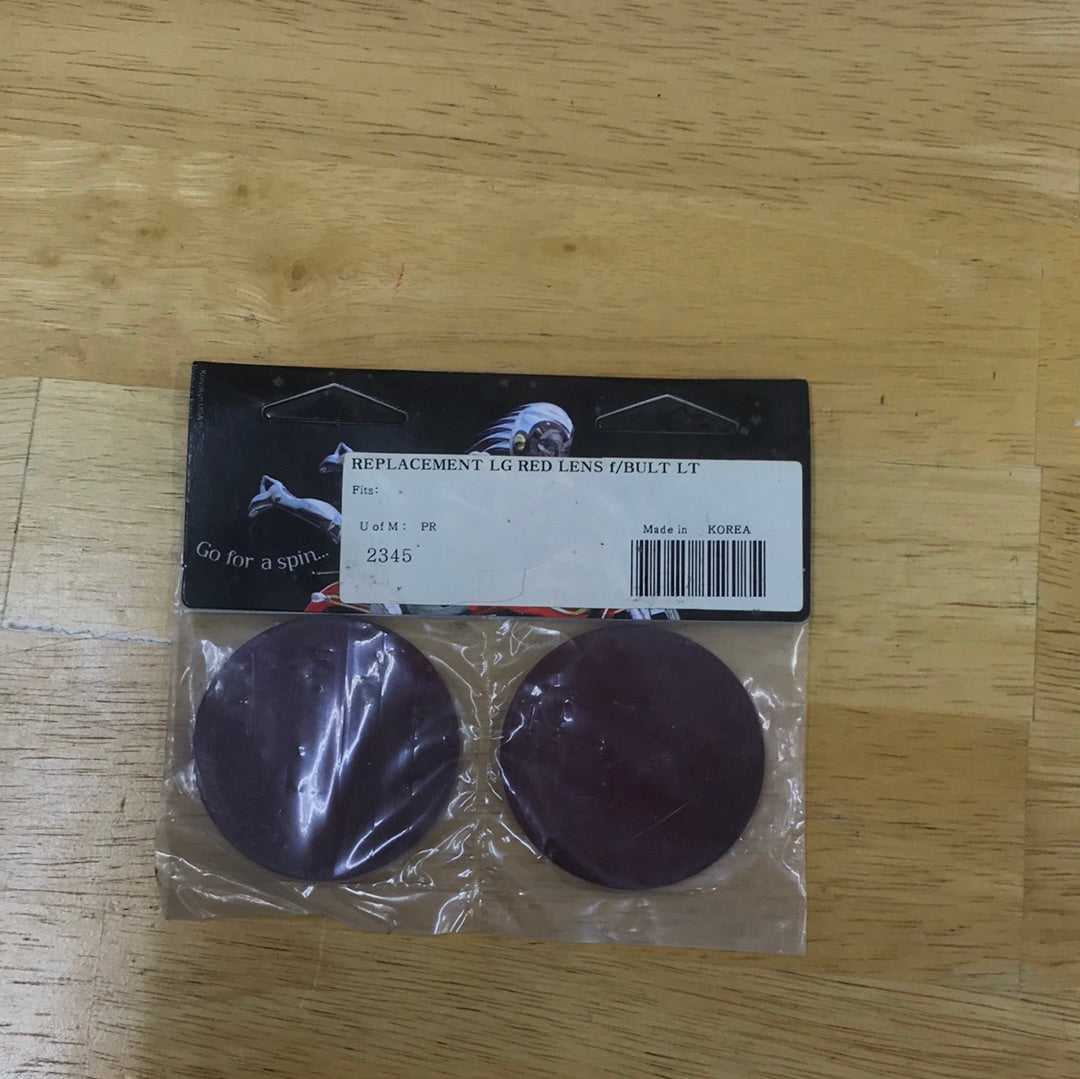 REPLACEMENT LG RED LENS f/BULT LT
Fits:
U of M : PR
Made in KOREA
2345
Go for a spin...